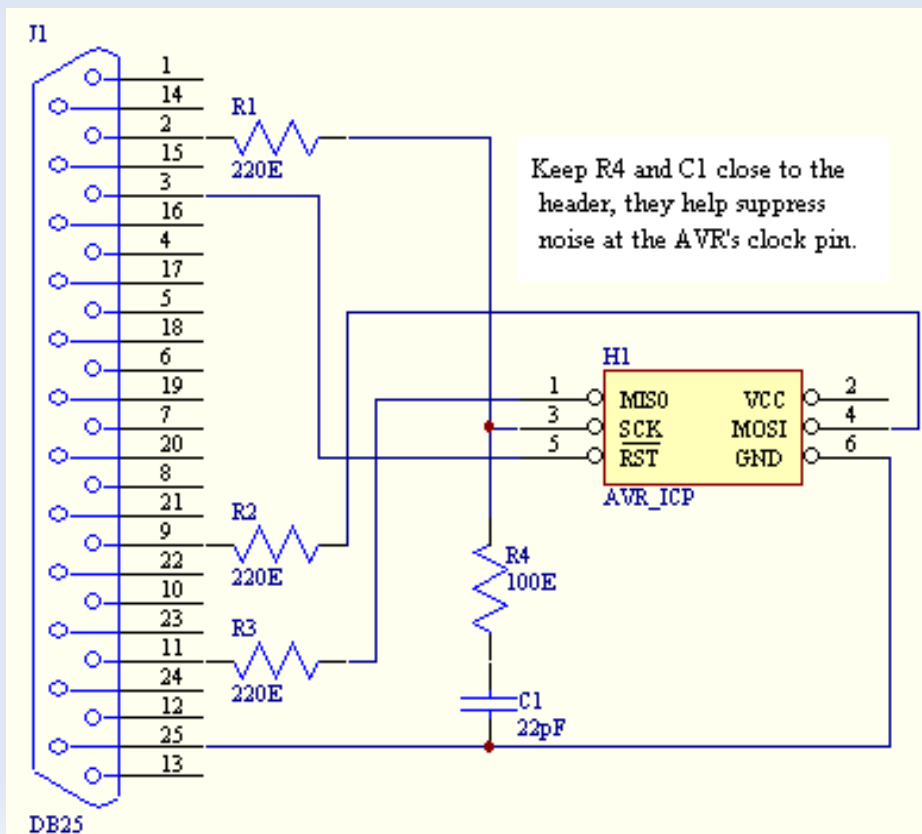 J1
1
14
2
15
3
16
4
17
5
18
6
19
7
20
8
21
9
22
10
23
11
24
12
25
13
DB25
R1
220E
Keep R4 and C1 close to the
header, they help suppress
noise at the AVR's clock pin.
H1
1 MISO VCC 2
3 SCK MOSI 4
5 RST GND 6
AVR_ICP
R2
220E
R4
100E
R3
220E
C1
22pF